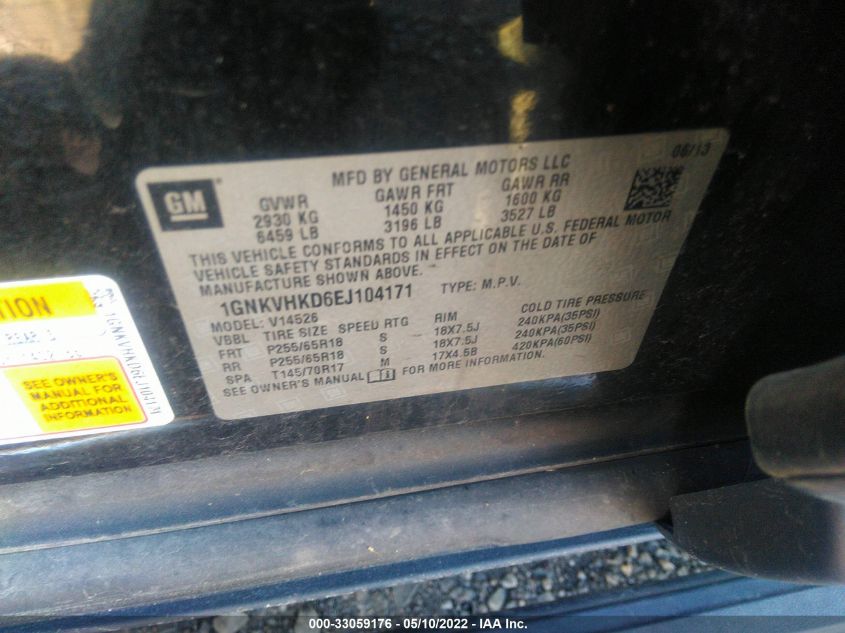 GM
MFD BY GENERAL MOTORS LLC
06/13
GVWR GAWR FRT GAWR RR
2930 KG 1450 KG 1600 KG
6459 LB 3196 LB 3527 LB
THIS VEHICLE CONFORMS TO ALL APPLICABLE U.S. FEDERAL MOTOR
VEHICLE SAFETY STANDARDS IN EFFECT ON THE DATE OF
MANUFACTURE SHOWN ABOVE.
1GNKVHKD6EJ104171 TYPE: M.P.V.
MODEL: V14526
VBBL TIRE SIZE SPEED RTG RIM COLD TIRE PRESSURE
FRT P255/65R18 S 18X7.5J 240KPA(35PSI)
RR P255/65R18 S 18X7.5J 240KPA(35PSI)
SPA T145/70R17 M 17X4.5B 420KPA(60PSI)
SEE OWNER'S MANUAL FOR MORE INFORMATION.
REAR 3
SEE OWNER'S
MANUAL FOR
ADDITIONAL
INFORMATION
1GNKVHKD6EJ104171
000-33059176 - 05/10/2022 - IAA Inc.